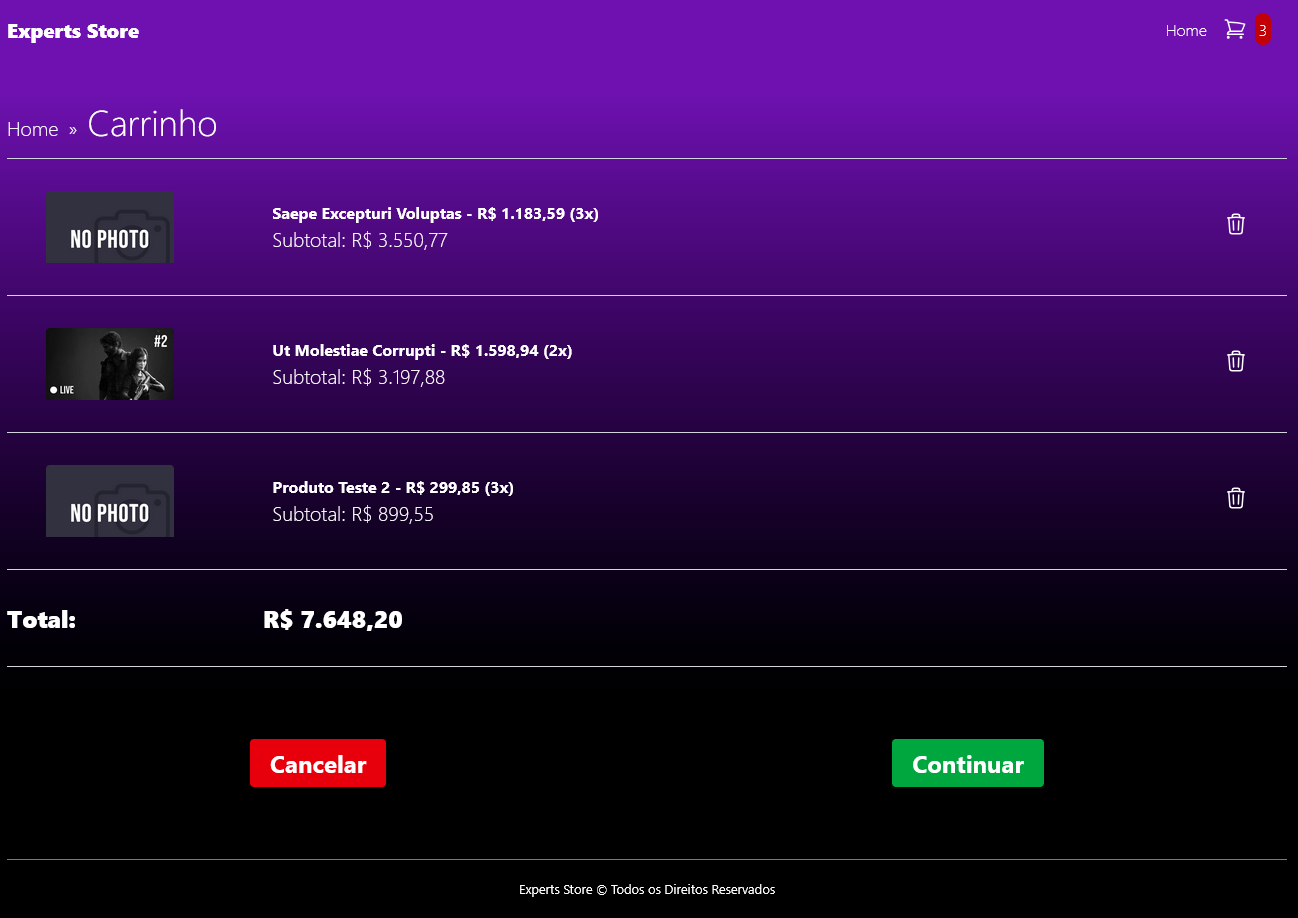 Experts Store
Home
3
Home » Carrinho
NO PHOTO
Saepe Excepturi Voluptas - R$ 1.183,59 (3x)
Subtotal: R$ 3.550,77
#2
LIVE
Ut Molestiae Corrupti - R$ 1.598,94 (2x)
Subtotal: R$ 3.197,88
NO PHOTO
Produto Teste 2 - R$ 299,85 (3x)
Subtotal: R$ 899,55
Total: R$ 7.648,20
Cancelar
Continuar
Experts Store © Todos os Direitos Reservados